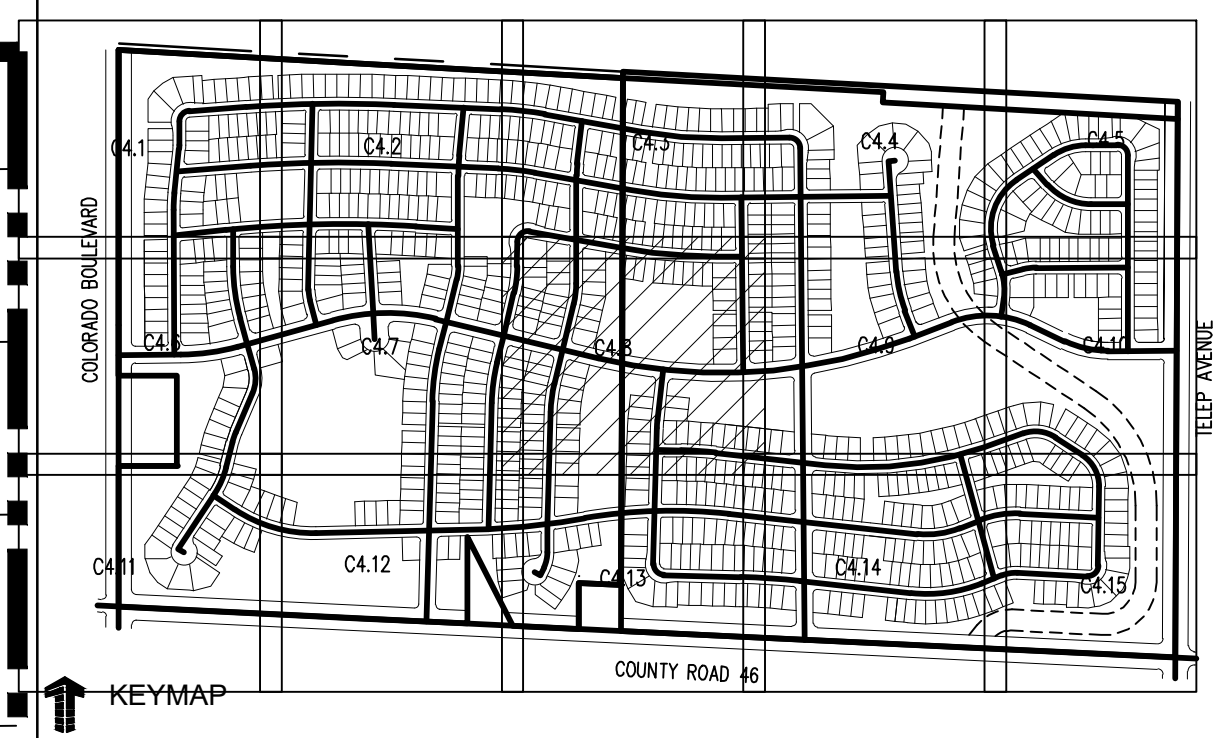 C4.1
C4.2
C4.3
C4.4
C4.5
COLORADO BOULEVARD
C4.6
C4.7
C4.8
C4.9
C4.10
TELEP AVENUE
C4.11
C4.12
C4.13
C4.14
C4.15
COUNTY ROAD 46
KEYMAP